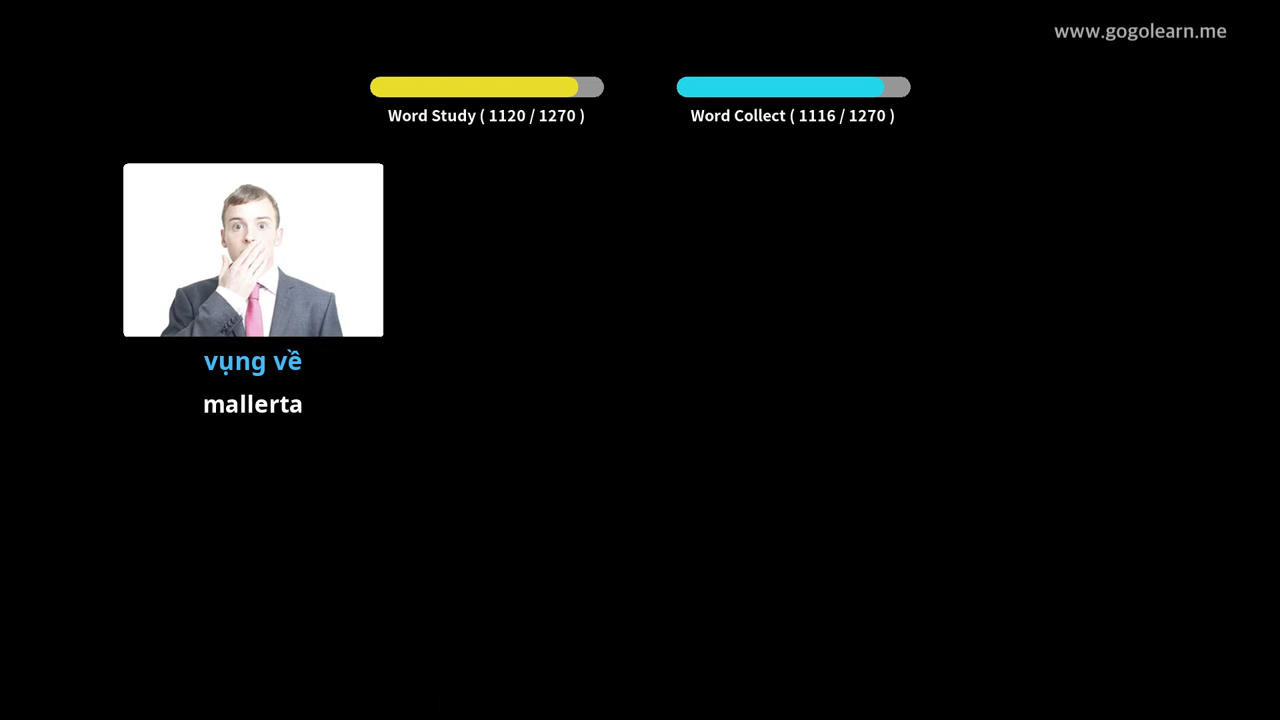 www.gogolearn.me
Word Study ( 1120 / 1270 )
Word Collect ( 1116 / 1270 )
vụng về
mallerta